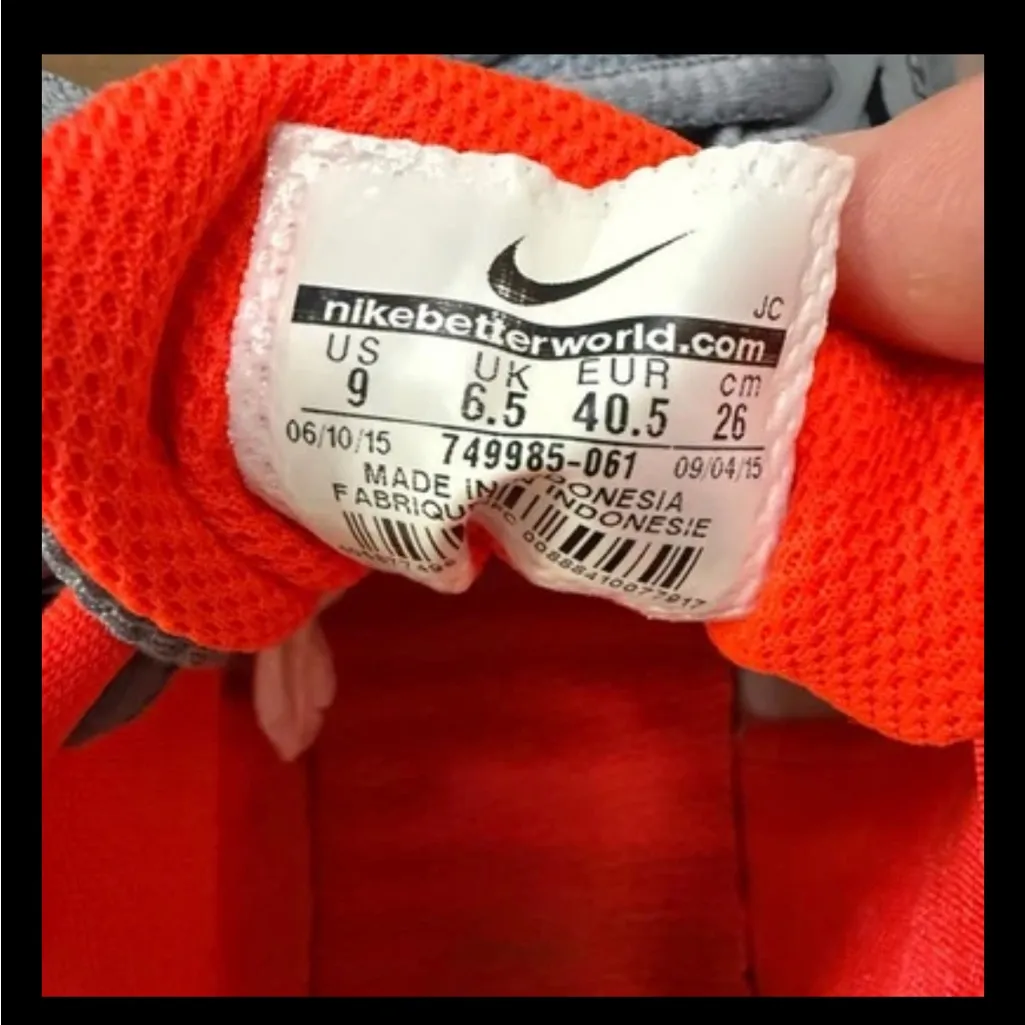 JC
nikebetterworld.com
US UK EUR cm
9 6.5 40.5 26
06/10/15 749985-061 09/04/15
MADE IN INDONESIA
INDONESIE
00888410077917